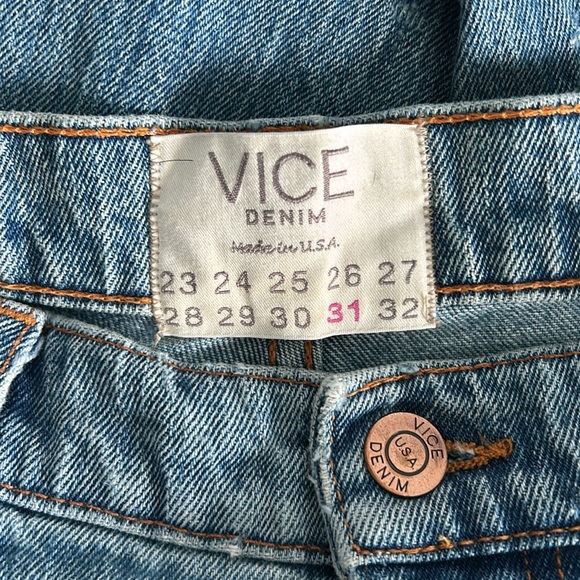 VICE
DENIM
Made in U.S.A.
23 24 25 26 27
28 29 30 31 32
VICE
USA
DENIM